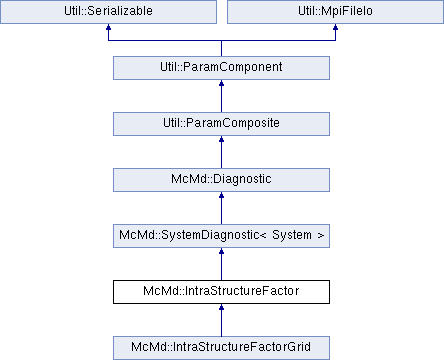 Util::Serializable
Util::MpiFileIo
Util::ParamComponent
Util::ParamComposite
McMd::Diagnostic
McMd::SystemDiagnostic< System >
McMd::IntraStructureFactor
McMd::IntraStructureFactorGrid